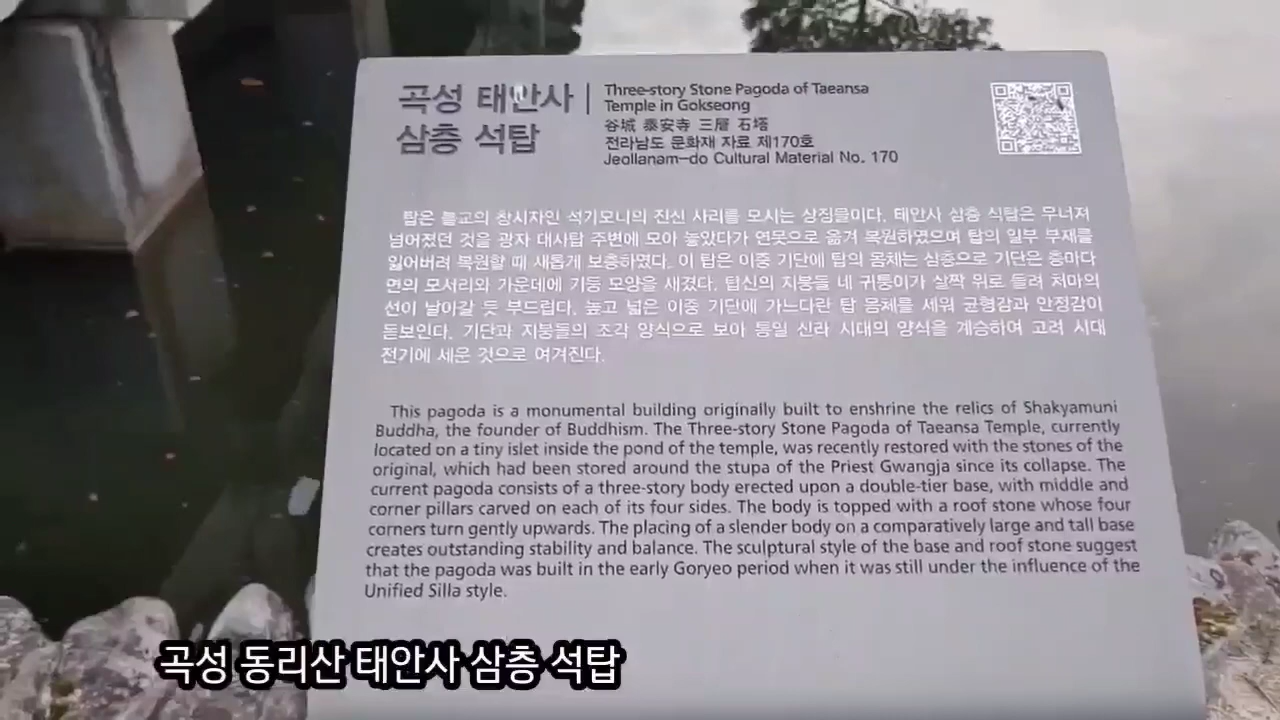 곡성 태안사
삼층 석탑
Three-story Stone Pagoda of Taeansa
Temple in Gokseong
谷城 泰安寺 三層 石塔
전라남도 문화재 자료 제170호
Jeollanam-do Cultural Material No. 170
탑은 불교의 창시자인 석가모니의 진신 사리를 모시는 상징물이다. 태안사 삼층 석탑은 무너져
넘어졌던 것을 광자 대사탑 주변에 모아 놓았다가 연못으로 옮겨 복원하였으며 탑의 일부 부재를
잃어버려 복원할 때 새롭게 보충하였다. 이 탑은 이중 기단에 탑의 몸체는 삼층으로 기단은 층마다
면의 모서리와 가운데에 기둥 모양을 새겼다. 탑신의 지붕돌 네 귀퉁이가 살짝 위로 들려 처마의
선이 날아갈 듯 부드럽다. 높고 넓은 이중 기단에 가느다란 탑 몸체를 세워 균형감과 안정감이
돋보인다. 기단과 지붕돌의 조각 양식으로 보아 통일 신라 시대의 양식을 계승하여 고려 시대
전기에 세운 것으로 여겨진다.
This pagoda is a monumental building originally built to enshrine the relics of Shakyamuni
Buddha, the founder of Buddhism. The Three-story Stone Pagoda of Taeansa Temple, currently
located on a tiny islet inside the pond of the temple, was recently restored with the stones of the
original, which had been stored around the stupa of the Priest Gwangja since its collapse. The
current pagoda consists of a three-story body erected upon a double-tier base, with middle and
corner pillars carved on each of its four sides. The body is topped with a roof stone whose four
corners turn gently upwards. The placing of a slender body on a comparatively large and tall base
creates outstanding stability and balance. The sculptural style of the base and roof stone suggest
that the pagoda was built in the early Goryeo period when it was still under the influence of the
Unified Silla style.
곡성 동리산 태안사 삼층 석탑